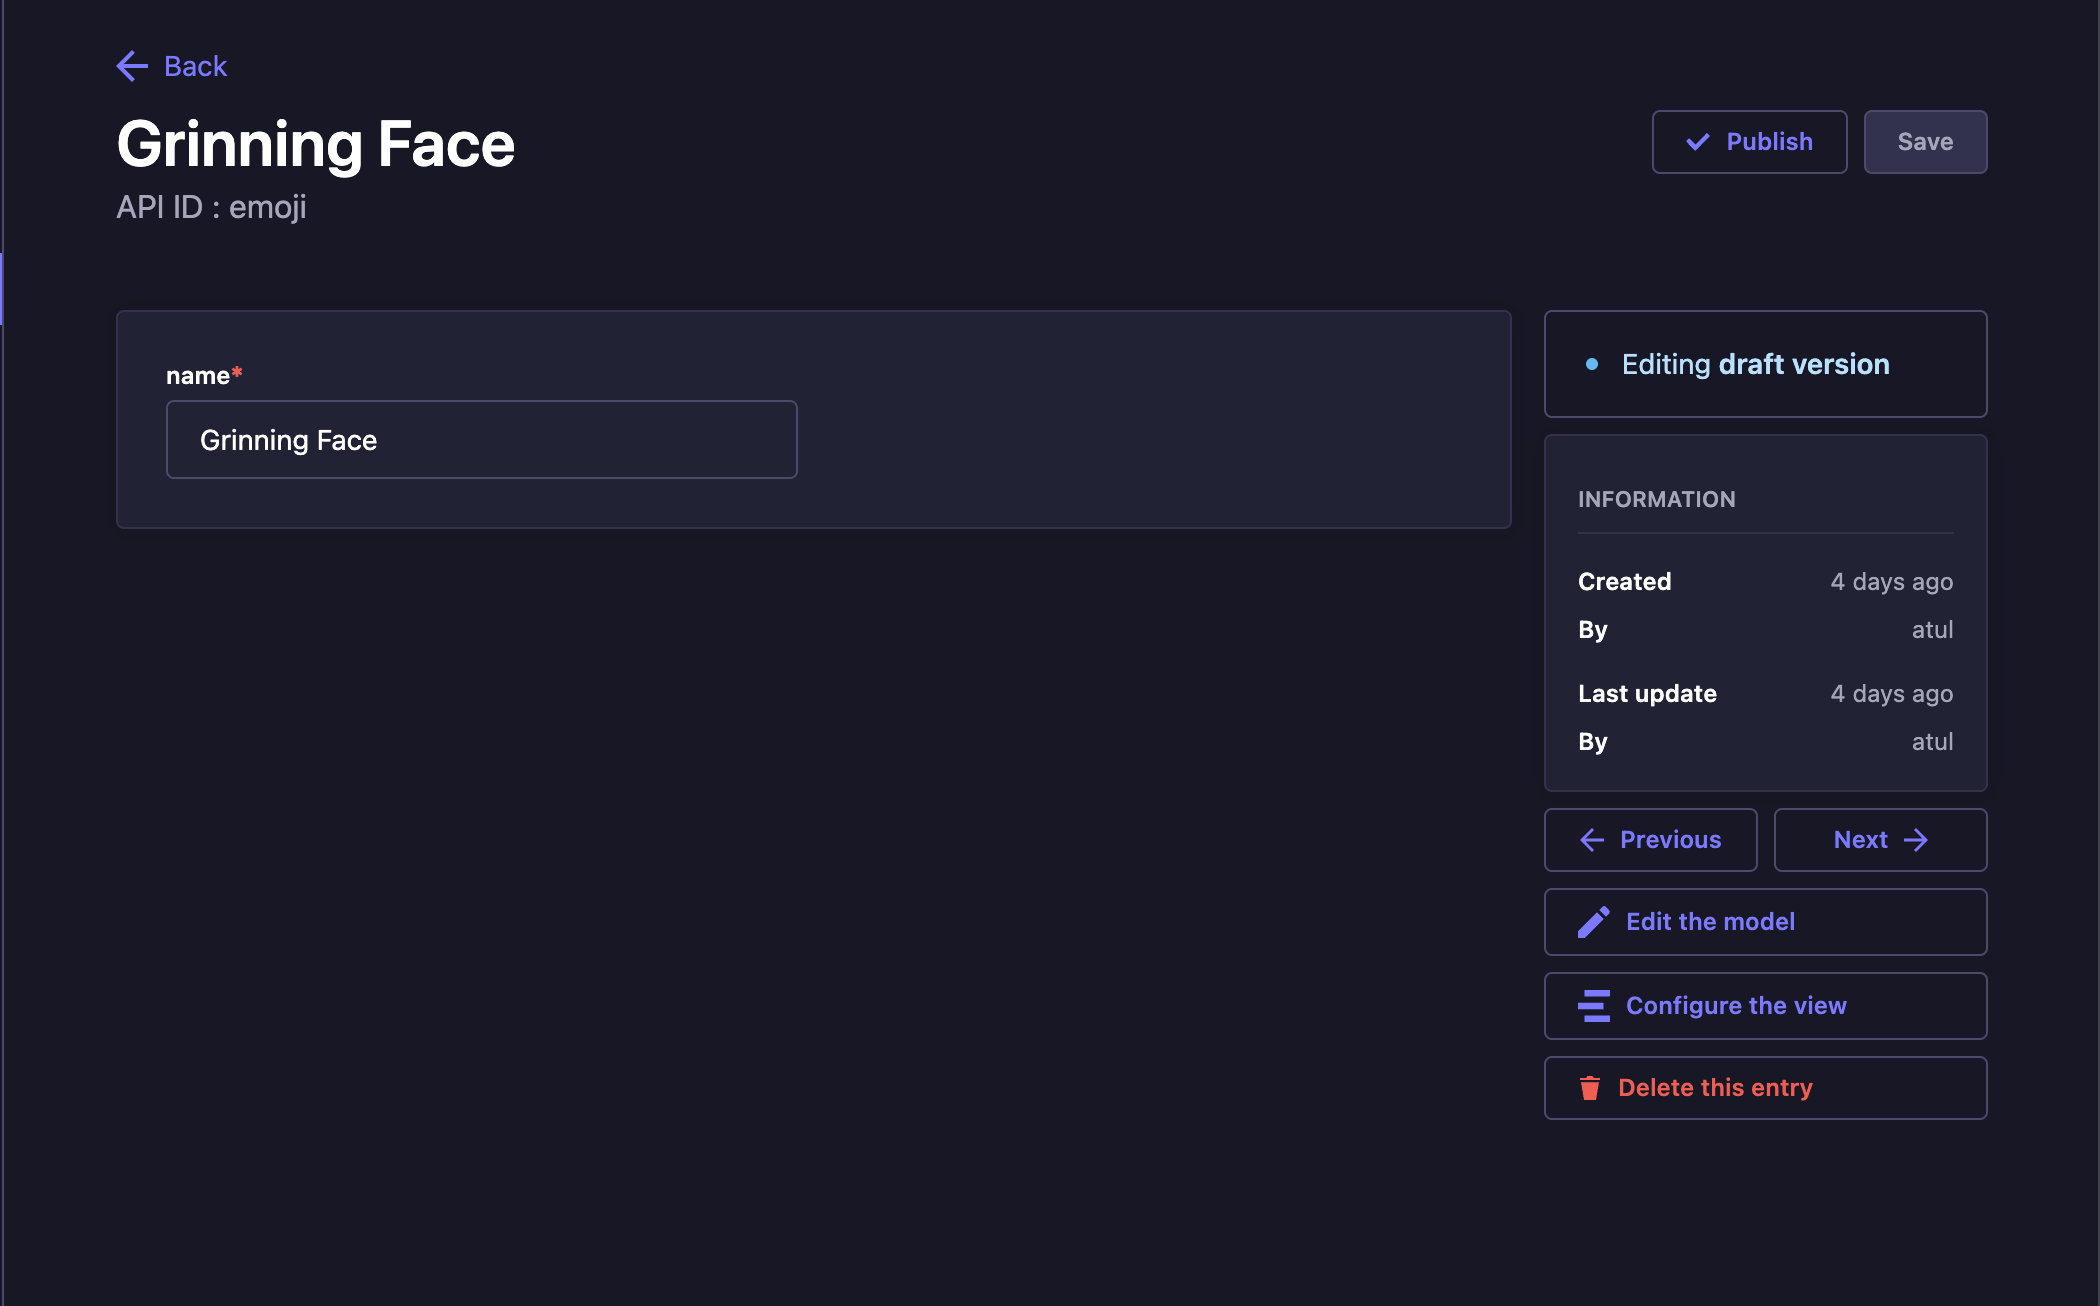 Back
Grinning Face
API ID : emoji
Publish
Save
name*
Grinning Face
Editing draft version
INFORMATION
Created 4 days ago
By atul
Last update 4 days ago
By atul
Previous
Next
Edit the model
Configure the view
Delete this entry